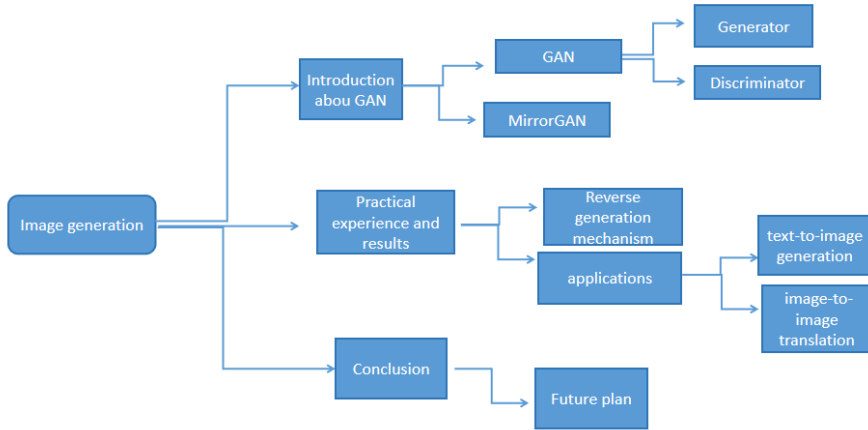 Generator
GAN
Discriminator
Introduction
abou GAN
MirrorGAN
Image generation
Practical
experience and
results
Reverse
generation
mechanism
applications
text-to-image
generation
image-to-
image
translation
Conclusion
Future plan